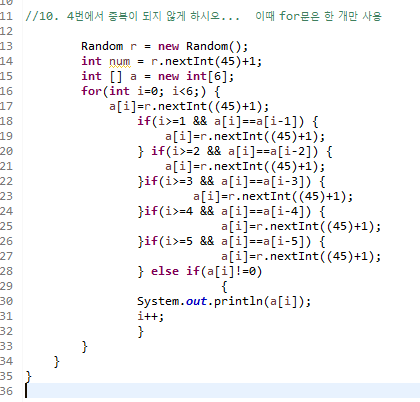 10
11 //10. 4번에서 중복이 되지 않게 하시오... 이때 for문은 한 개만 사용
12
13 Random r = new Random();
14 int num = r.nextInt(45)+1;
15 int [] a = new int[6];
16 for(int i=0; i<6;) {
17 a[i]=r.nextInt((45)+1);
18 if(i>=1 && a[i]==a[i-1]) {
19 a[i]=r.nextInt((45)+1);
20 } if(i>=2 && a[i]==a[i-2]) {
21 a[i]=r.nextInt((45)+1);
22 }if(i>=3 && a[i]==a[i-3]) {
23 a[i]=r.nextInt((45)+1);
24 }if(i>=4 && a[i]==a[i-4]) {
25 a[i]=r.nextInt((45)+1);
26 }if(i>=5 && a[i]==a[i-5]) {
27 a[i]=r.nextInt((45)+1);
28 } else if(a[i]!=0)
29 {
30 System.out.println(a[i]);
31 i++;
32 }
33 }
34 }
35 }
36